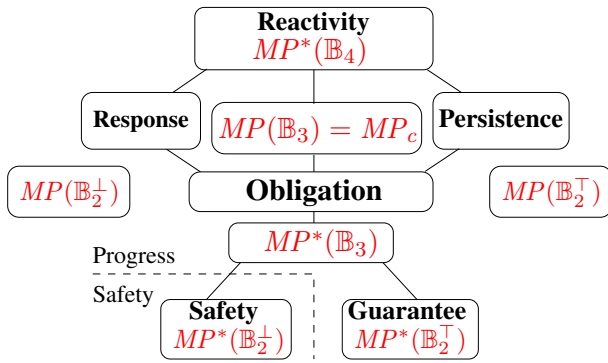 Reactivity
MP*(𝔹₄)
Response
MP(𝔹₃) = MP_c
Persistence
MP(𝔹₂^⊥)
Obligation
MP(𝔹₂^⊤)
MP*(𝔹₃)
Progress
Safety
Safety
MP*(𝔹₂^⊥)
Guarantee
MP*(𝔹₂^⊤)